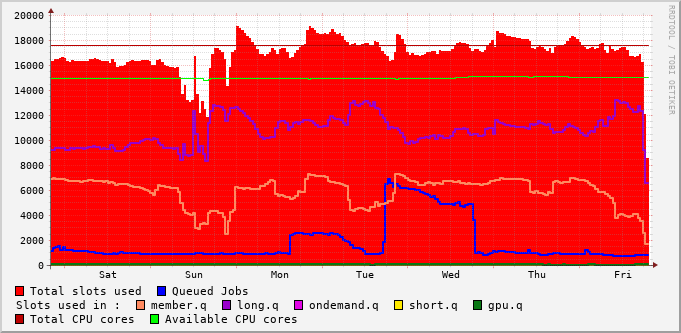 20000
18000
16000
14000
12000
10000
8000
6000
4000
2000
0
Sat Sun Mon Tue Wed Thu Fri
Total slots used Queued Jobs
Slots used in : member.q long.q ondemand.q short.q gpu.q
Total CPU cores Available CPU cores
RRDTOOL / TOBI OETIKER